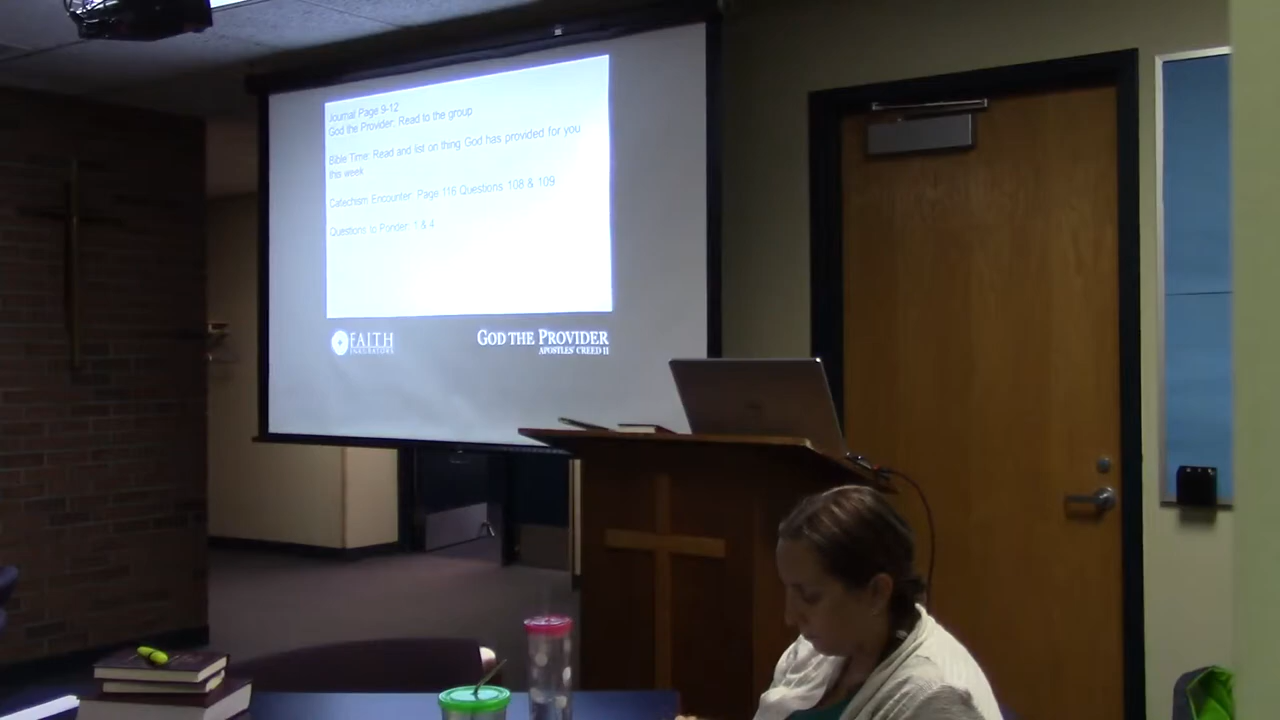 Journal Page 9-12
God the Provider: Read to the group
Bible Time: Read and list on thing God has provided for you
this week
Catechism Encounter: Page 116 Questions 108 & 109
Questions to Ponder: 1 & 4
FAITH
INKUBATORS
GOD THE PROVIDER
APOSTLES' CREED II